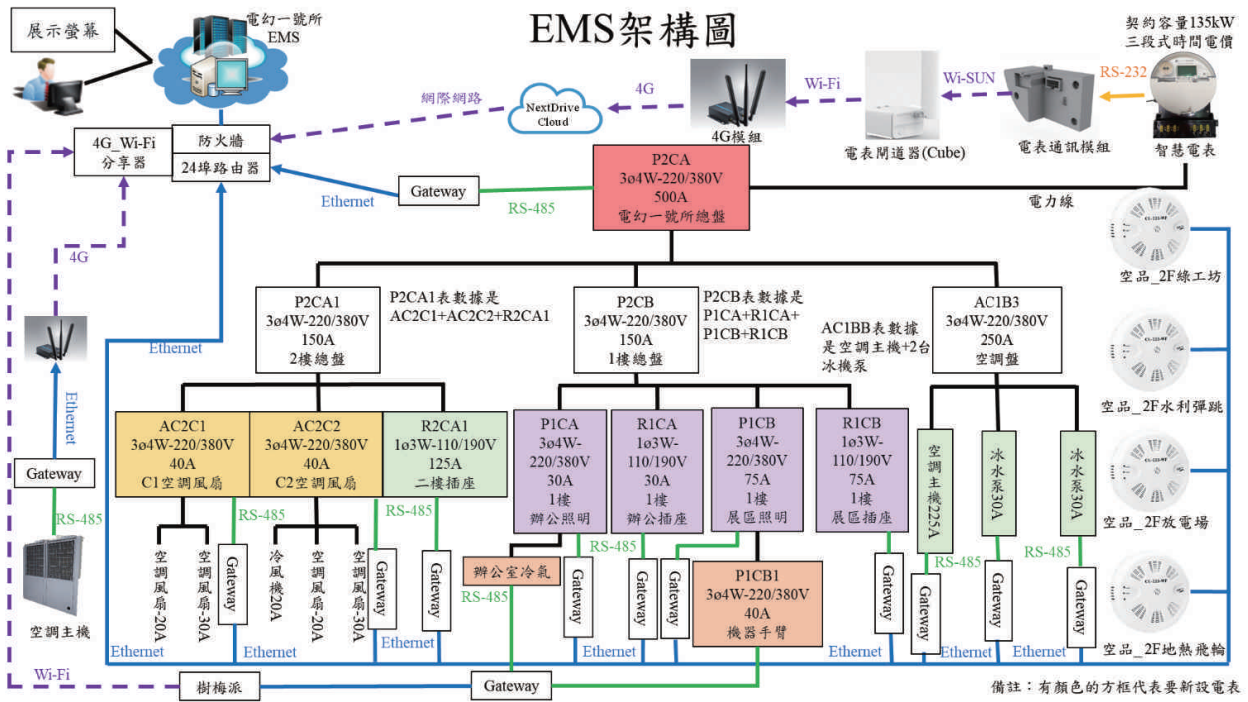 EMS架構圖
展示螢幕
電幻一號所
EMS
防火牆
24埠路由器
4G_Wi-Fi
分享器
網際網路
NextDrive
Cloud
4G
4G模組
Wi-Fi
電表閘道器(Cube)
Wi-SUN
電表通訊模組
RS-232
契約容量135kW
三段式時間電價
智慧電表
Ethernet
Gateway
RS-485
P2CA
3ø4W-220/380V
500A
電幻一號所總盤
電力線
空品_2F綠工坊
空品_2F水利彈跳
空品_2F放電場
空品_2F地熱飛輪
4G
Ethernet
Ethernet
Gateway
RS-485
空調主機
P2CA1
3ø4W-220/380V
150A
2樓總盤
P2CA1表數據是
AC2C1+AC2C2+R2CA1
P2CB
3ø4W-220/380V
150A
1樓總盤
P2CB表數據是
P1CA+R1CA+
P1CB+R1CB
AC1BB表數據
是空調主機+2台
冰機泵
AC1B3
3ø4W-220/380V
250A
空調盤
AC2C1
3ø4W-220/380V
40A
C1空調風扇
AC2C2
3ø4W-220/380V
40A
C2空調風扇
R2CA1
1ø3W-110/190V
125A
二樓插座
P1CA
3ø4W-
220/380V
30A
1樓
辦公照明
R1CA
1ø3W-
110/190V
30A
1樓
辦公插座
P1CB
3ø4W-
220/380V
75A
1樓
展區照明
R1CB
1ø3W-
110/190V
75A
1樓
展區插座
空調主機225A
冰水泵30A
冰水泵30A
空調風扇-20A
空調風扇-30A
RS-485
Gateway
冷風機20A
空調風扇-20A
空調風扇-30A
RS-485
Gateway
Gateway
辦公室冷氣
RS-485
Gateway
RS-485
Gateway
Gateway
P1CB1
3ø4W-220/380V
40A
機器手臂
Gateway
RS-485
Gateway
Gateway
RS-485
Gateway
Ethernet
Ethernet
Ethernet
Ethernet
Ethernet
Ethernet
Wi-Fi
樹梅派
Gateway
備註：有顏色的方框代表要新設電表